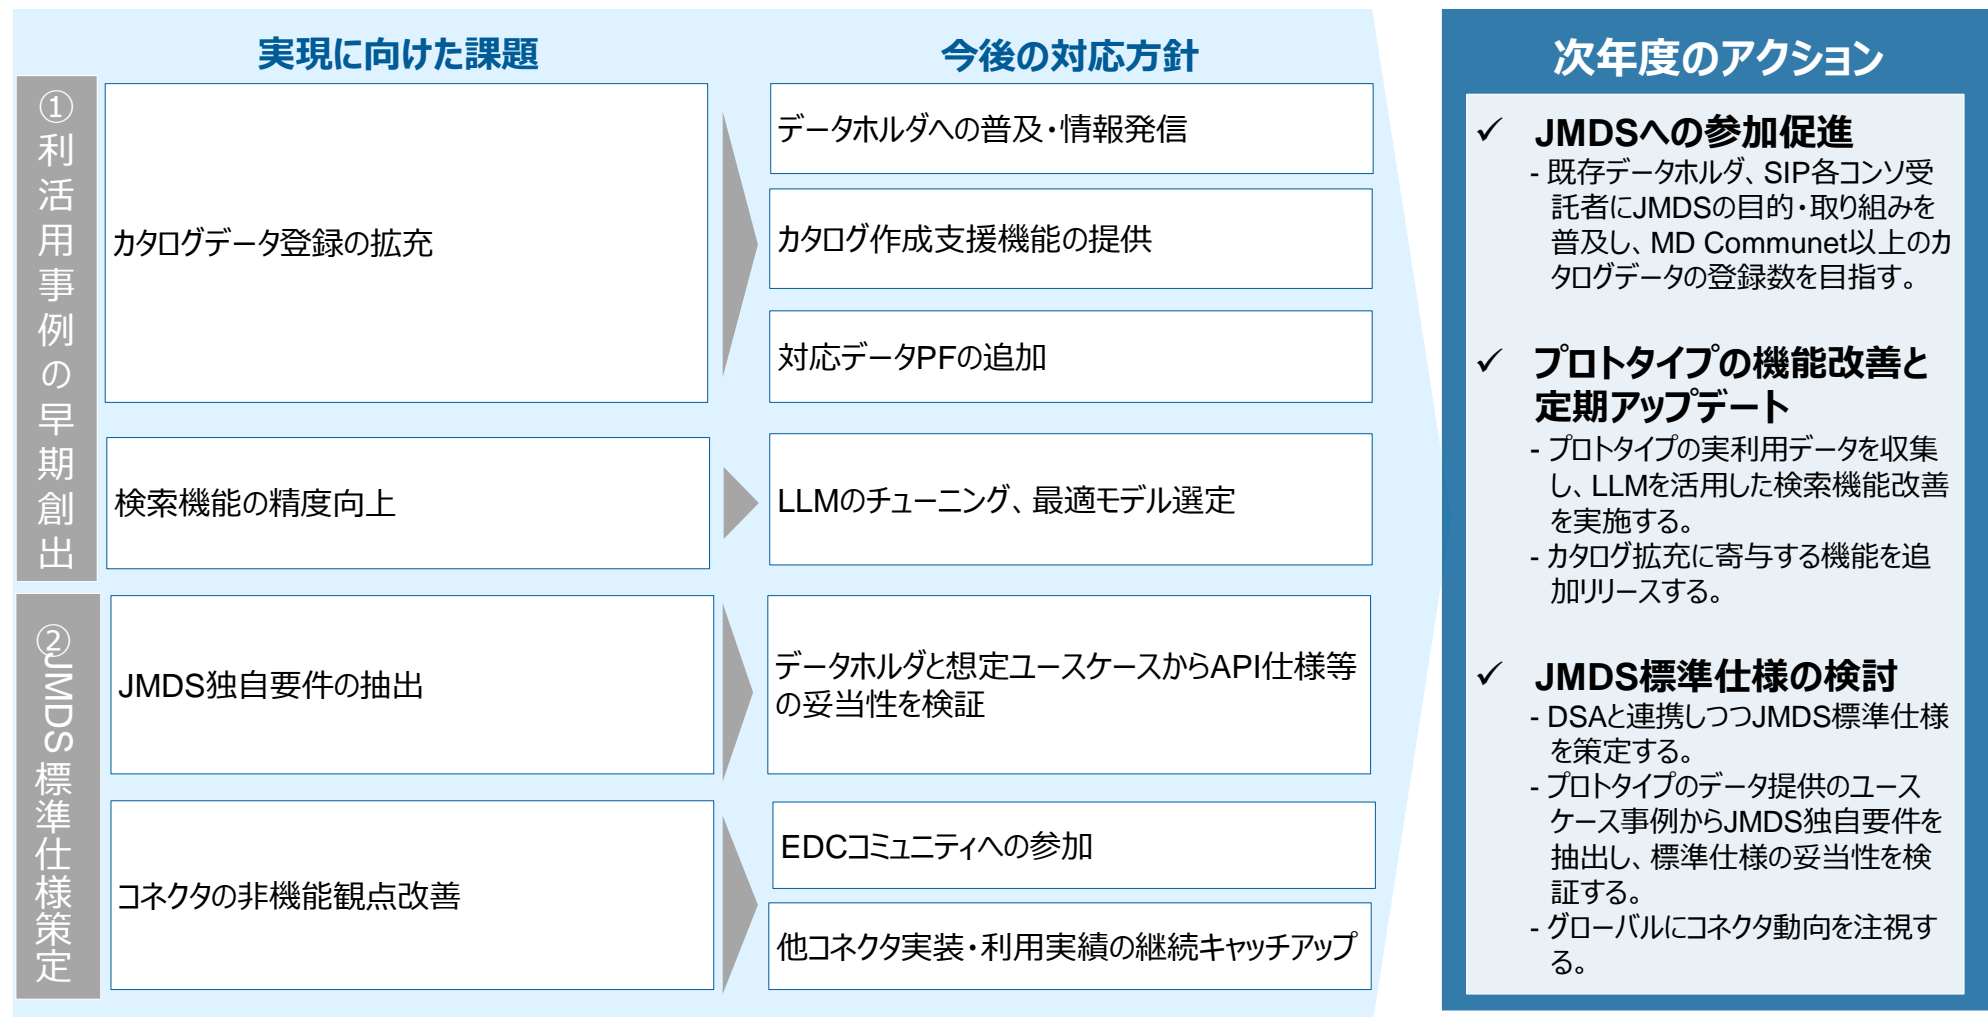 実現に向けた課題
今後の対応方針
①利活用事例の早期創出
カタログデータ登録の拡充
データホルダへの普及・情報発信
カタログ作成支援機能の提供
対応データPFの追加
検索機能の精度向上
LLMのチューニング、最適モデル選定
②JMDS標準仕様策定
JMDS独自要件の抽出
データホルダと想定ユースケースからAPI仕様等
の妥当性を検証
コネクタの非機能観点改善
EDCコミュニティへの参加
他コネクタ実装・利用実績の継続キャッチアップ
次年度のアクション
✓ JMDSへの参加促進
- 既存データホルダ、SIP各コンソ受
託者にJMDSの目的・取り組みを
普及し、MD Communet以上のカ
タログデータの登録数を目指す。
✓ プロトタイプの機能改善と
定期アップデート
- プロトタイプの実利用データを収集
し、LLMを活用した検索機能改善
を実施する。
- カタログ拡充に寄与する機能を追
加リリースする。
✓ JMDS標準仕様の検討
- DSAと連携しつつJMDS標準仕様
を策定する。
- プロトタイプのデータ提供のユース
ケース事例からJMDS独自要件を
抽出し、標準仕様の妥当性を検
証する。
- グローバルにコネクタ動向を注視す
る。